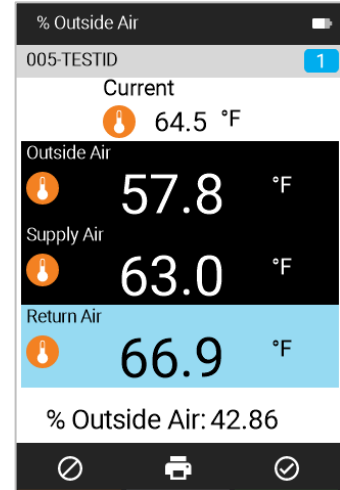 % Outside Air
005-TESTID 1
Current
64.5 °F
Outside Air
57.8 °F
Supply Air
63.0 °F
Return Air
66.9 °F
% Outside Air: 42.86